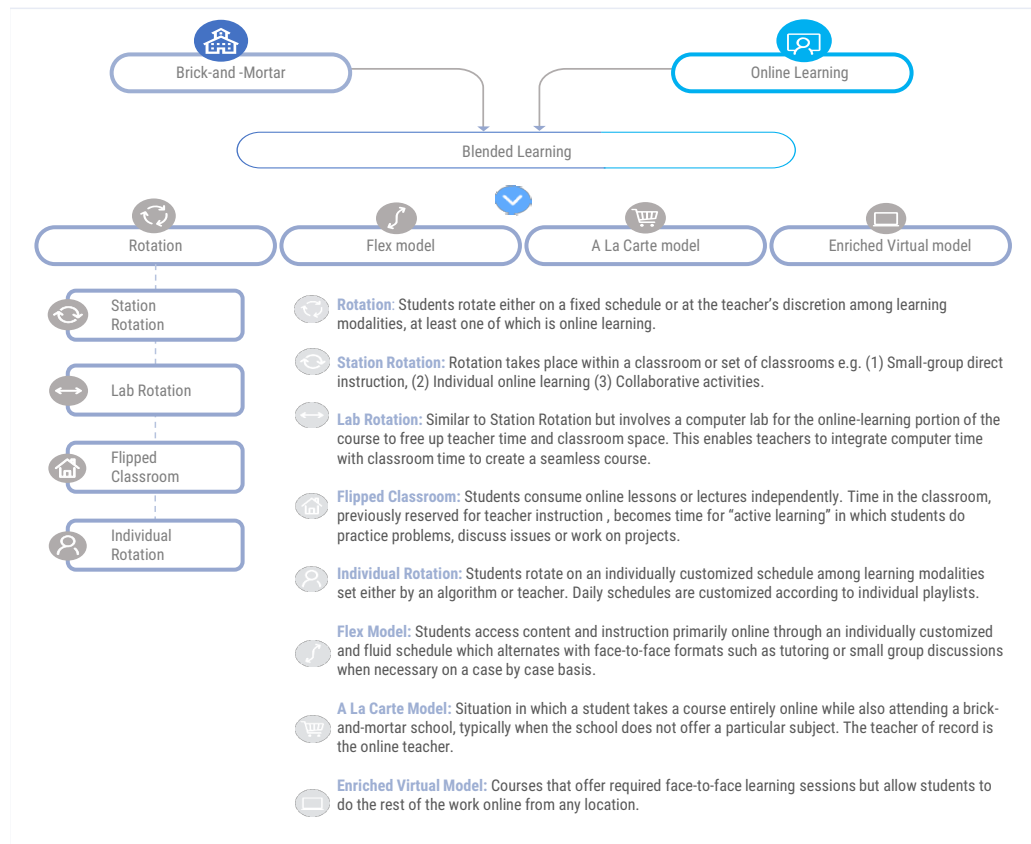 Brick-and -Mortar
Online Learning
Blended Learning
Rotation
Flex model
A La Carte model
Enriched Virtual model
Station
Rotation
Lab Rotation
Flipped
Classroom
Individual
Rotation
Rotation: Students rotate either on a fixed schedule or at the teacher’s discretion among learning
modalities, at least one of which is online learning.
Station Rotation: Rotation takes place within a classroom or set of classrooms e.g. (1) Small-group direct
instruction, (2) Individual online learning (3) Collaborative activities.
Lab Rotation: Similar to Station Rotation but involves a computer lab for the online-learning portion of the
course to free up teacher time and classroom space. This enables teachers to integrate computer time
with classroom time to create a seamless course.
Flipped Classroom: Students consume online lessons or lectures independently. Time in the classroom,
previously reserved for teacher instruction , becomes time for “active learning” in which students do
practice problems, discuss issues or work on projects.
Individual Rotation: Students rotate on an individually customized schedule among learning modalities
set either by an algorithm or teacher. Daily schedules are customized according to individual playlists.
Flex Model: Students access content and instruction primarily online through an individually customized
and fluid schedule which alternates with face-to-face formats such as tutoring or small group discussions
when necessary on a case by case basis.
A La Carte Model: Situation in which a student takes a course entirely online while also attending a brick-
and-mortar school, typically when the school does not offer a particular subject. The teacher of record is
the online teacher.
Enriched Virtual Model: Courses that offer required face-to-face learning sessions but allow students to
do the rest of the work online from any location.